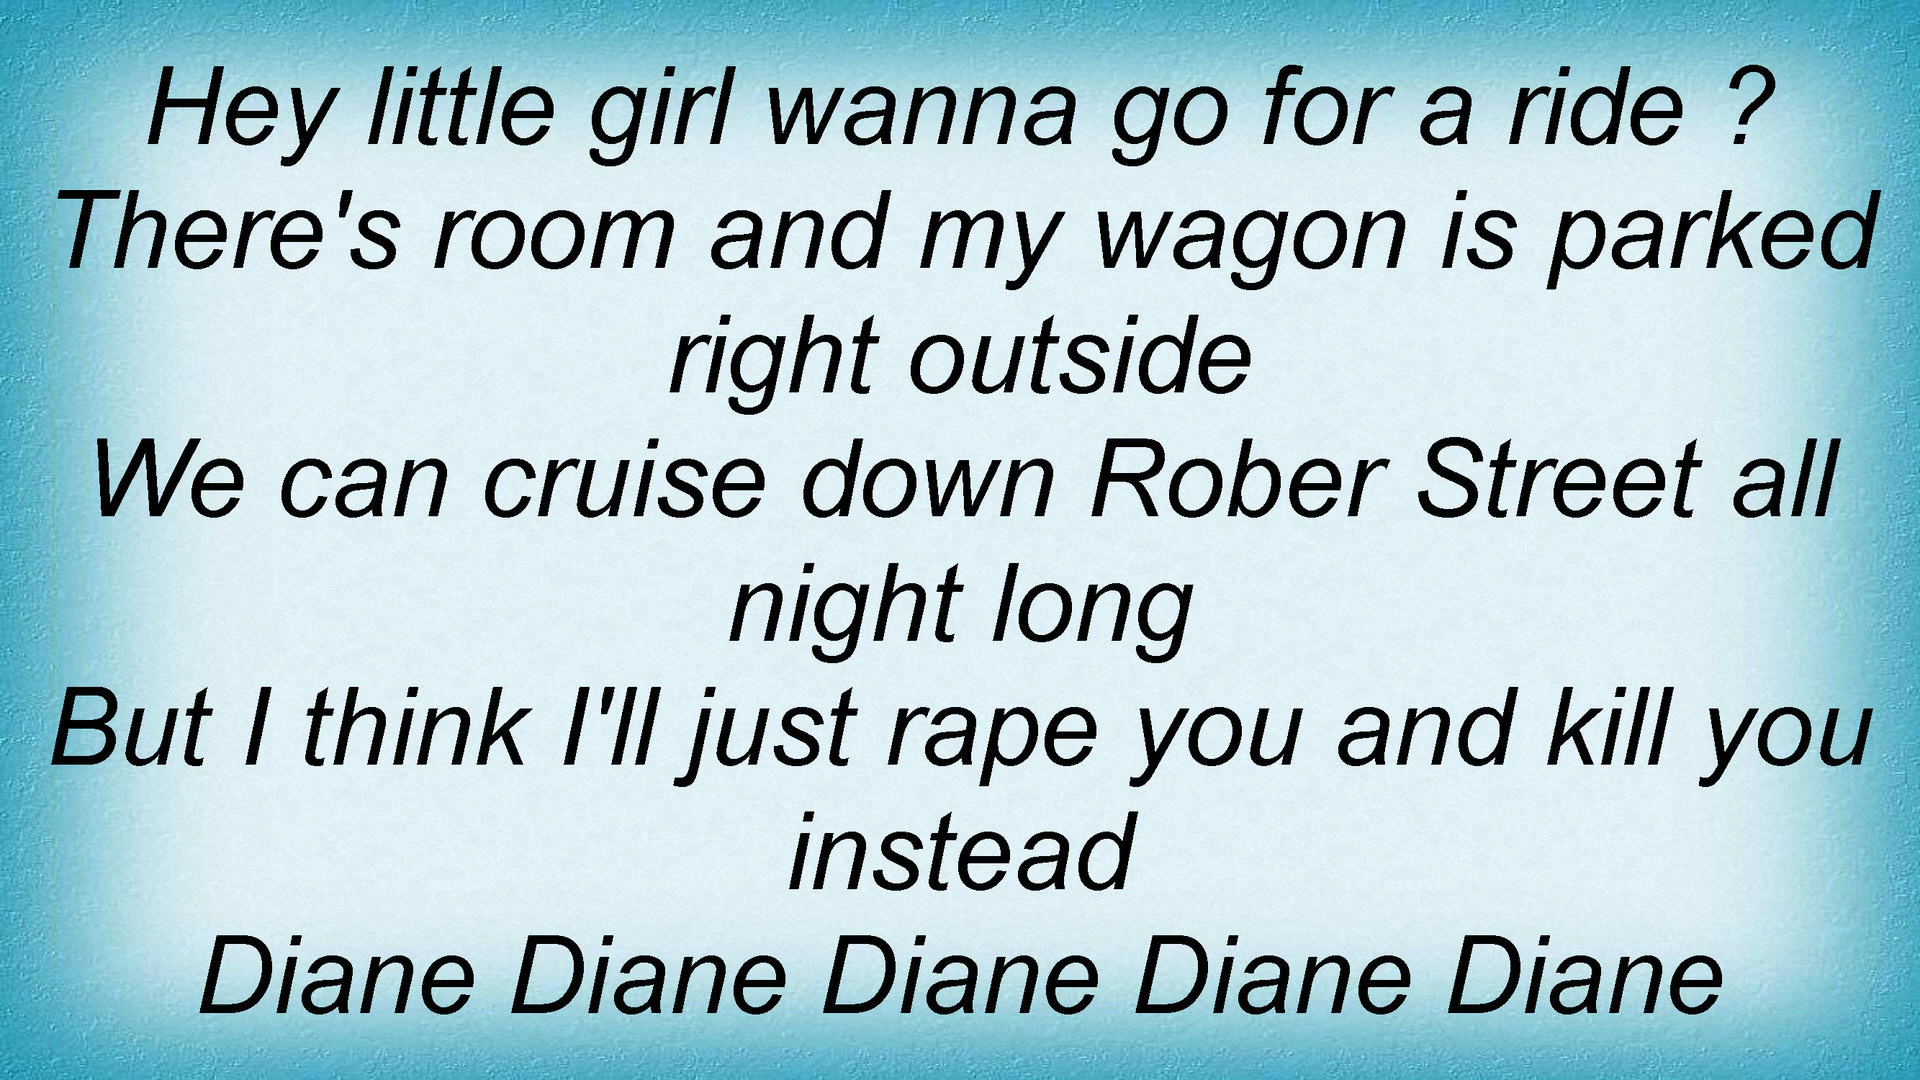 Hey little girl wanna go for a ride ?
There's room and my wagon is parked
right outside
We can cruise down Rober Street all
night long
But I think I'll just rape you and kill you
instead
Diane Diane Diane Diane Diane